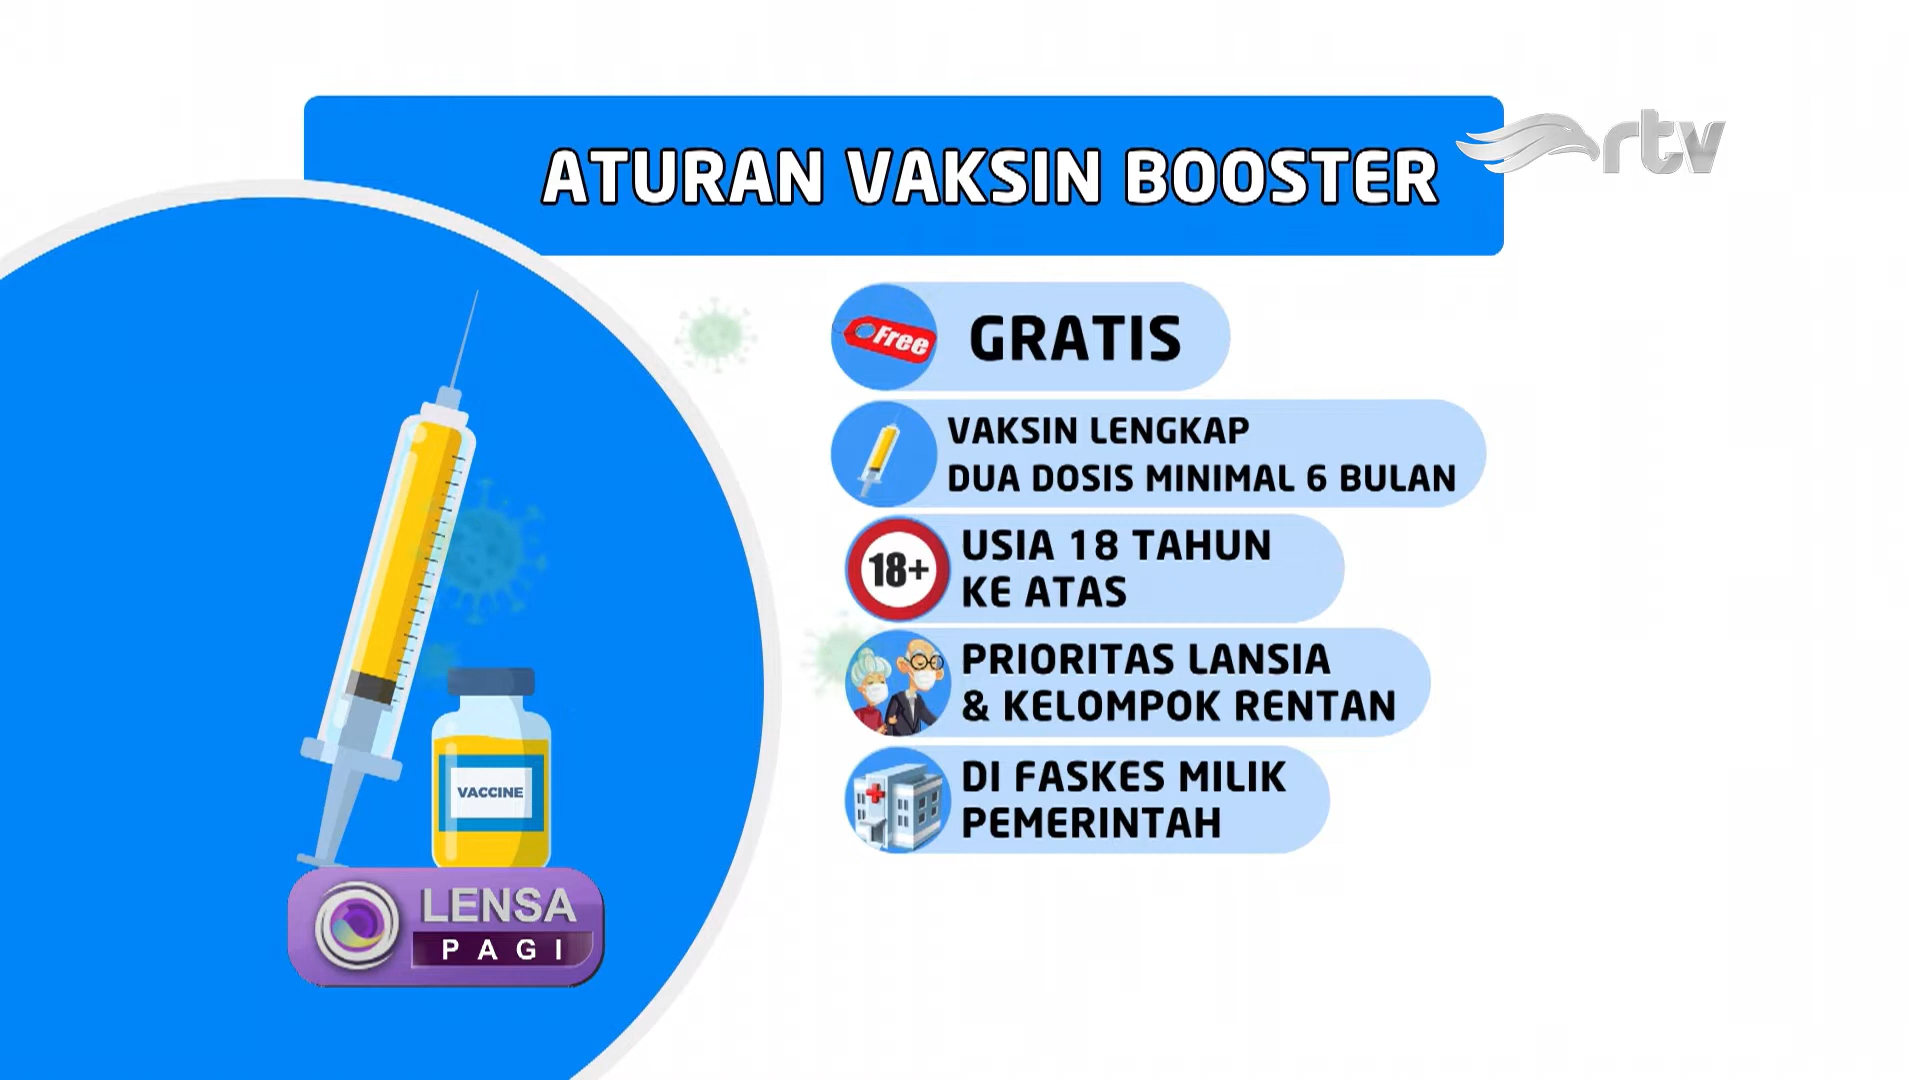 ATURAN VAKSIN BOOSTER
rtv
Free
GRATIS
VAKSIN LENGKAP
DUA DOSIS MINIMAL 6 BULAN
18+
USIA 18 TAHUN
KE ATAS
PRIORITAS LANSIA
& KELOMPOK RENTAN
DI FASKES MILIK
PEMERINTAH
VACCINE
LENSA
PAGI